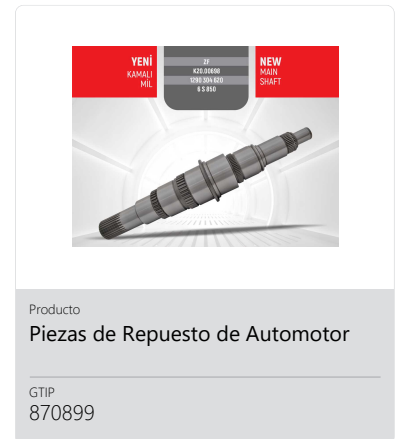 YENİ
KAMALI
MİL
ZF
K20.00698
1290 304 620
6 S 850
NEW
MAIN
SHAFT
Producto
Piezas de Repuesto de Automotor
GTIP
870899